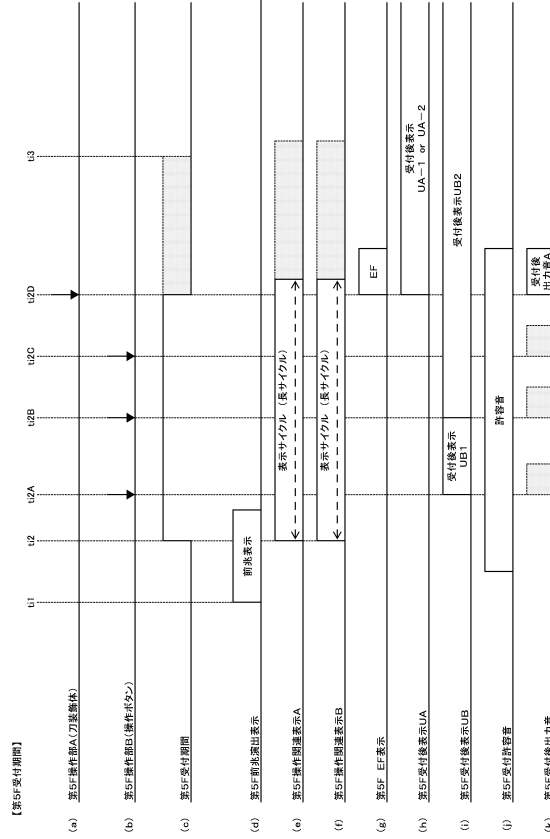 【第5F受付期間】
ti1
ti2
ti2A
ti2B
ti2C
ti2D
ti3
(a) 第5F操作部A(刀装飾体)
(b) 第5F操作部B(操作ボタン)
(c) 第5F受付期間
(d) 第5F前兆演出表示
前兆表示
(e) 第5F操作関連表示A
表示サイクル (長サイクル)
(f) 第5F操作関連表示B
表示サイクル (長サイクル)
(g) 第5F EF表示
EF
(h) 第5F受付後表示UA
受付後表示
UA-1 or UA-2
(i) 第5F受付後表示UB
受付後表示
UB1
受付後表示UB2
(j) 第5F受付許容音
許容音
(k) 第5F受付後出力音
受付後
出力音A